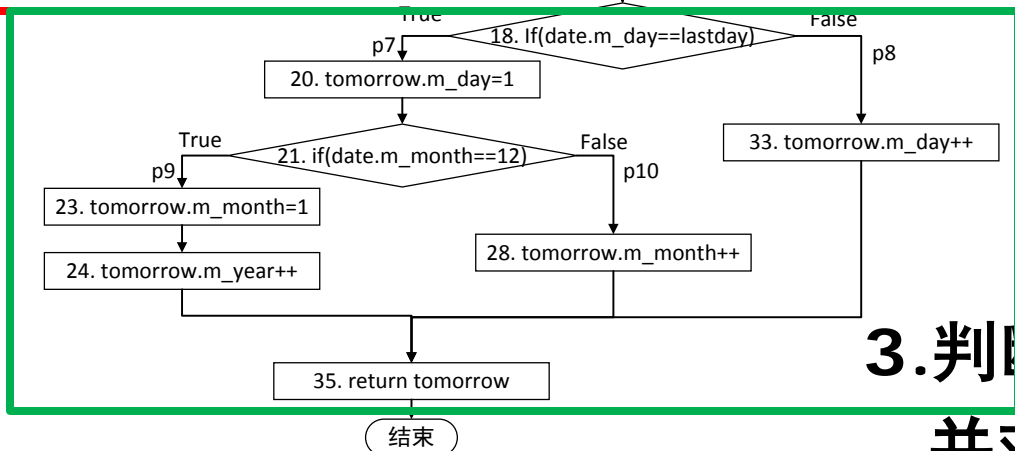 True
False
18. If(date.m_day==lastday)
p7
p8
20. tomorrow.m_day=1
True
False
33. tomorrow.m_day++
21. if(date.m_month==12)
p9
p10
23. tomorrow.m_month=1
28. tomorrow.m_month++
24. tomorrow.m_year++
3.判
35. return tomorrow
结束